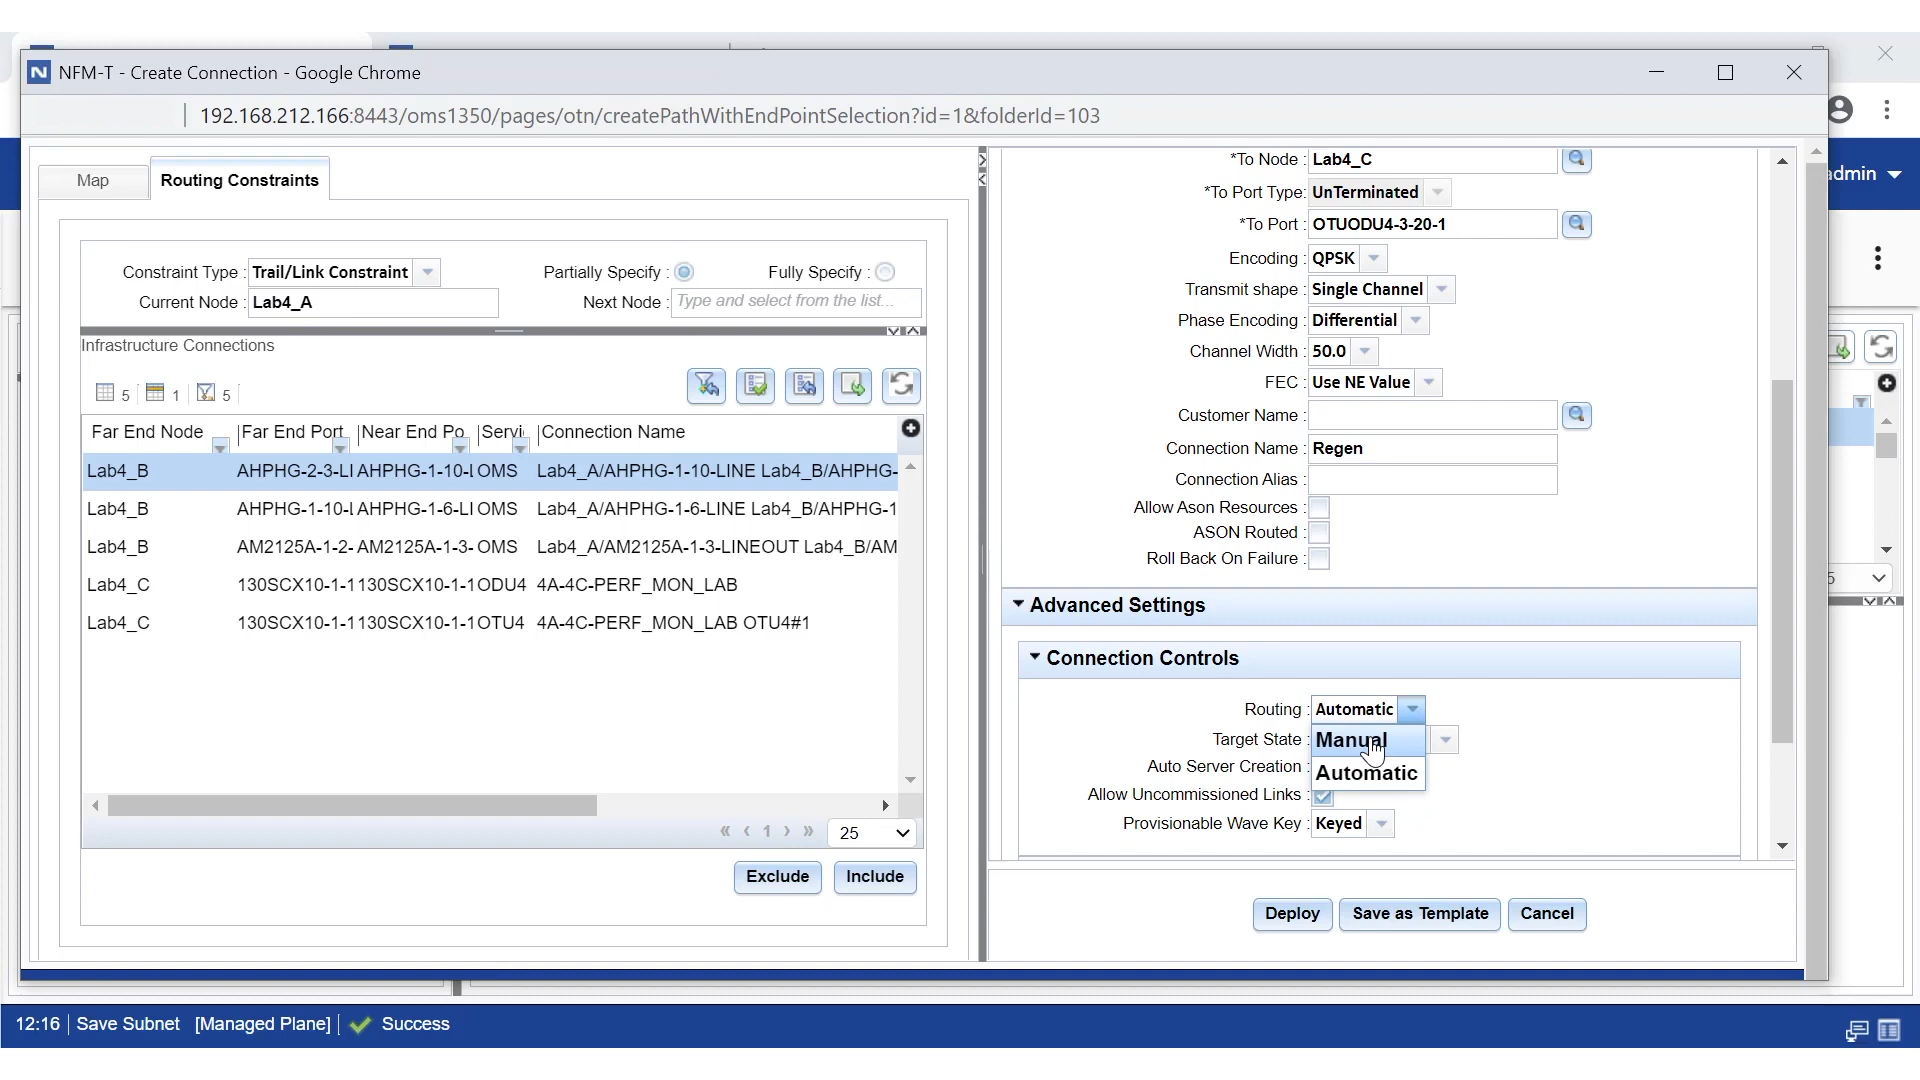 NFM-T - Create Connection - Google Chrome
192.168.212.166:8443/oms1350/pages/otn/createPathWithEndPointSelection?id=1&folderId=103
admin
Map
Routing Constraints
Constraint Type : Trail/Link Constraint
Partially Specify :
Fully Specify :
Current Node : Lab4_A
Next Node : Type and select from the list...
Infrastructure Connections
5 1 5
Far End Node Far End Port Near End Po Servi Connection Name
Lab4_B AHPHG-2-3-LI AHPHG-1-10-L OMS Lab4_A/AHPHG-1-10-LINE Lab4_B/AHPHG-
Lab4_B AHPHG-1-10-L AHPHG-1-6-LI OMS Lab4_A/AHPHG-1-6-LINE Lab4_B/AHPHG-1
Lab4_B AM2125A-1-2- AM2125A-1-3- OMS Lab4_A/AM2125A-1-3-LINEOUT Lab4_B/AM
Lab4_C 130SCX10-1-1 130SCX10-1-1 ODU4 4A-4C-PERF_MON_LAB
Lab4_C 130SCX10-1-1 130SCX10-1-1 OTU4 4A-4C-PERF_MON_LAB OTU4#1
« ‹ 1 › » 25
Exclude Include
*To Node : Lab4_C
*To Port Type: UnTerminated
*To Port : OTUODU4-3-20-1
Encoding : QPSK
Transmit shape : Single Channel
Phase Encoding : Differential
Channel Width : 50.0
FEC : Use NE Value
Customer Name :
Connection Name : Regen
Connection Alias :
Allow Ason Resources :
ASON Routed :
Roll Back On Failure :
Advanced Settings
Connection Controls
Routing : Automatic
Target State : Manual
Auto Server Creation : Automatic
Allow Uncommissioned Links :
Provisionable Wave Key : Keyed
Deploy Save as Template Cancel
5
12:16 Save Subnet [Managed Plane] Success